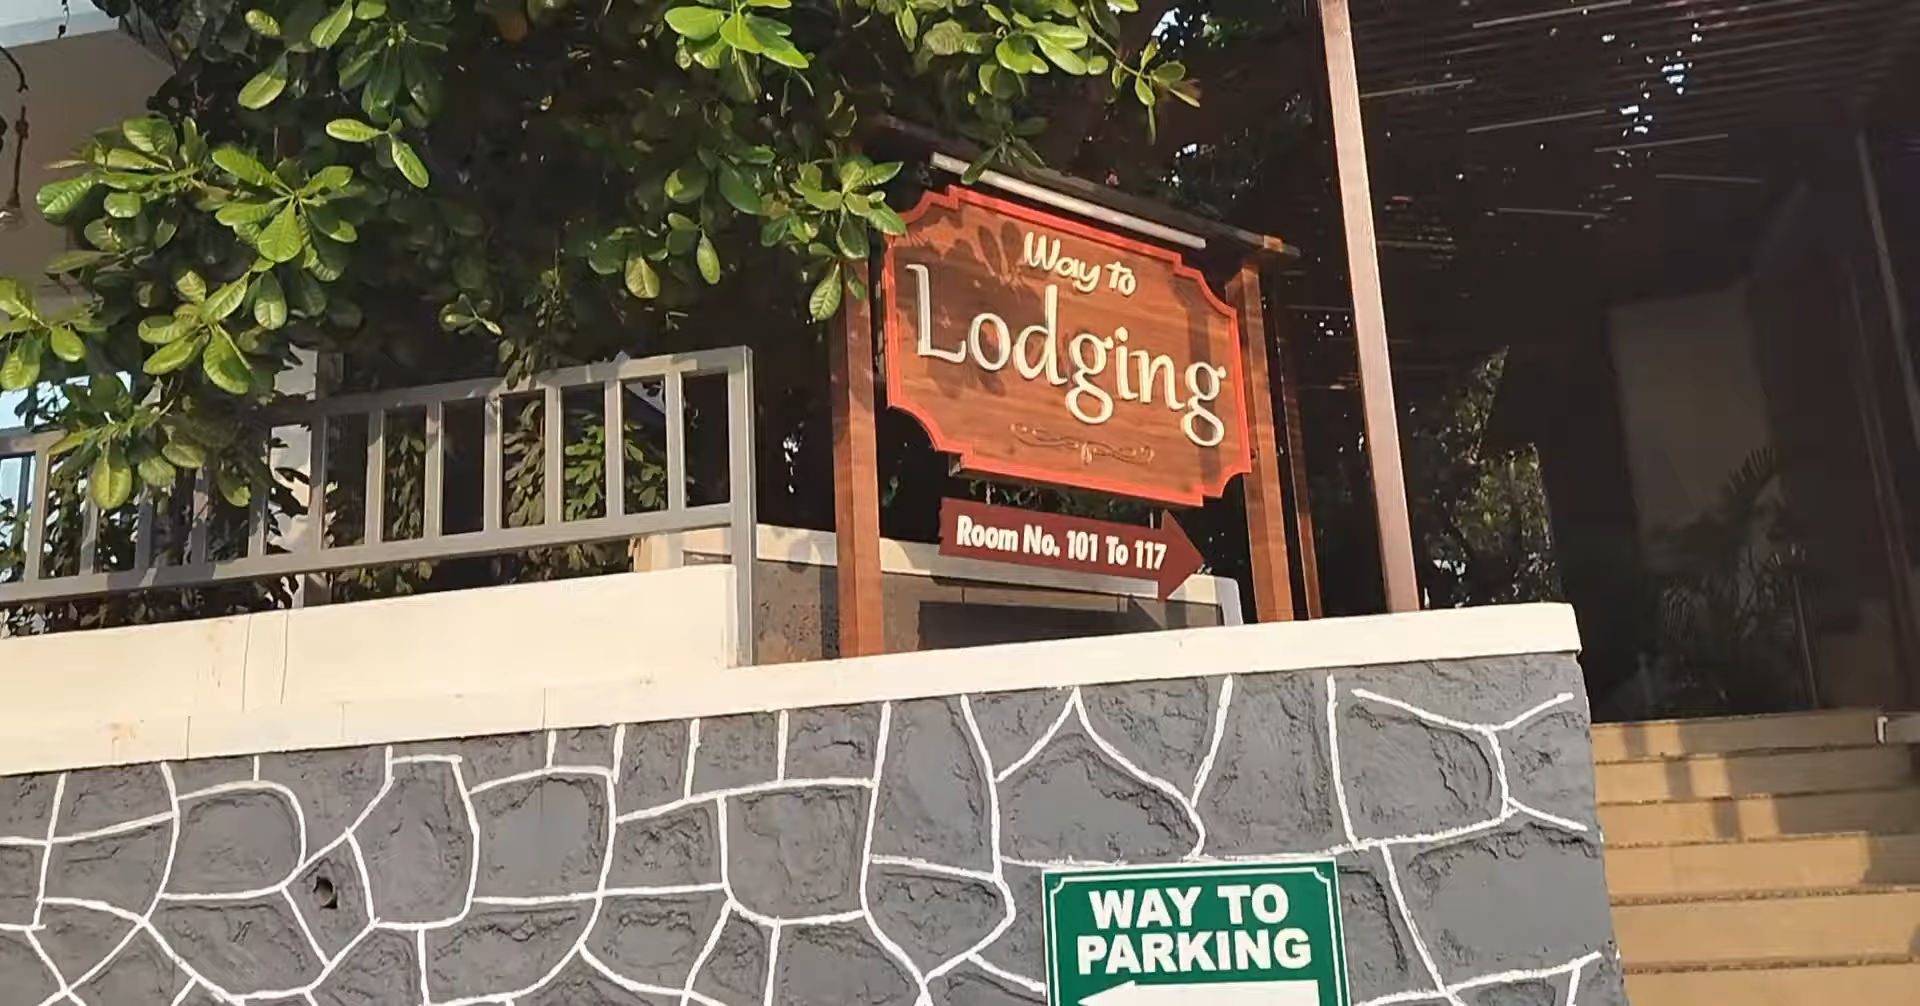 Way to
Lodging
Room No. 101 To 117
WAY TO
PARKING